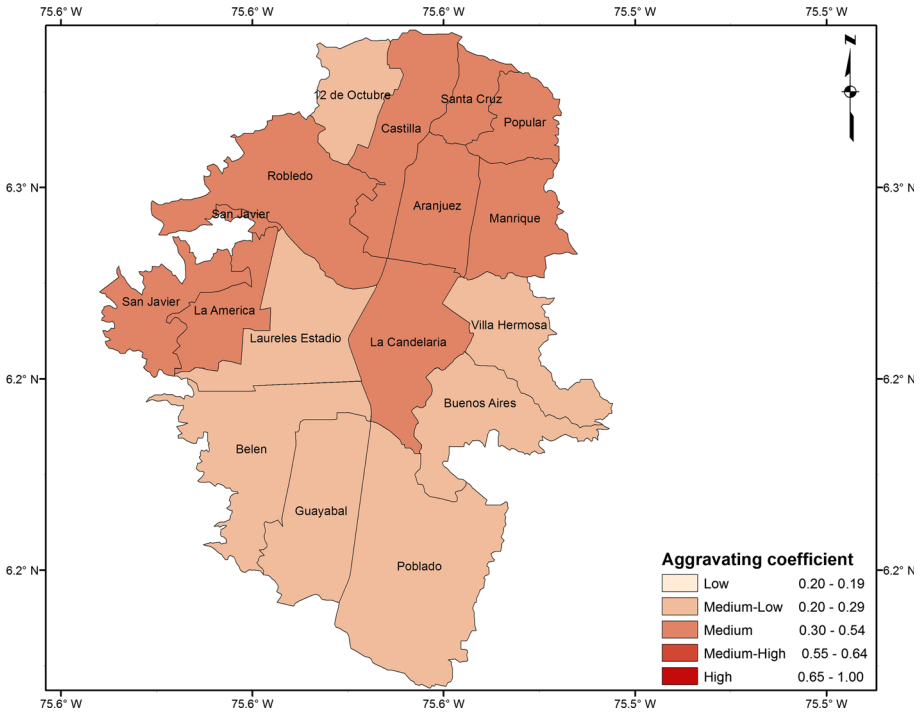 75.6° W 75.6° W 75.6° W 75.5° W 75.5° W
N
12 de Octubre
Santa Cruz
Castilla
Popular
Robledo
6.3° N 6.3° N
Aranjuez
San Javier
Manrique
San Javier
La America
Villa Hermosa
Laureles Estadio
La Candelaria
6.2° N 6.2° N
Buenos Aires
Belen
Guayabal
Poblado
6.2° N 6.2° N
Aggravating coefficient
Low 0.20 - 0.19
Medium-Low 0.20 - 0.29
Medium 0.30 - 0.54
Medium-High 0.55 - 0.64
High 0.65 - 1.00
75.6° W 75.6° W 75.6° W 75.5° W 75.5° W